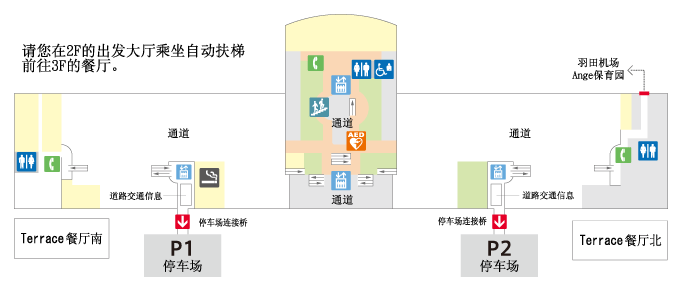 请您在2F的出发大厅乘坐自动扶梯
前往3F的餐厅。
羽田机场
Ange保育园
通道
通道
AED
通道
通道
道路交通信息
道路交通信息
停车场连接桥
停车场连接桥
Terrace餐厅南
P1
停车场
P2
停车场
Terrace餐厅北